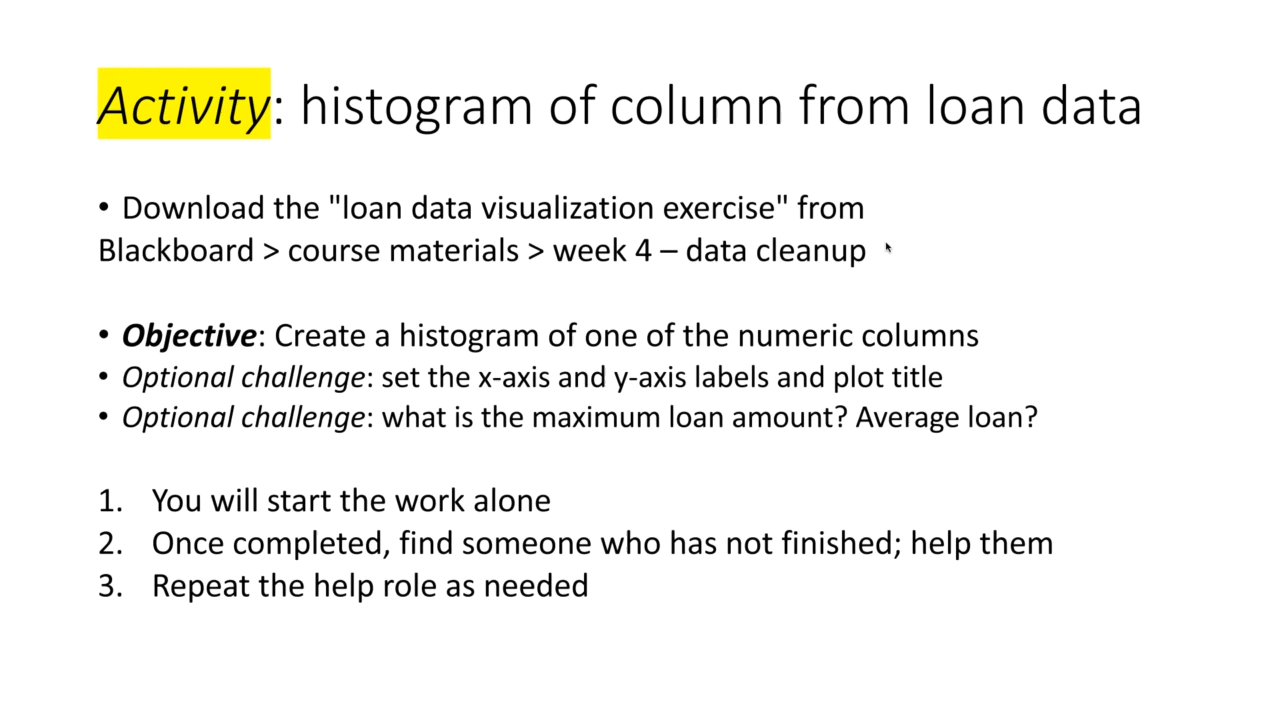 Activity: histogram of column from loan data
• Download the "loan data visualization exercise" from
Blackboard > course materials > week 4 – data cleanup
• Objective: Create a histogram of one of the numeric columns
• Optional challenge: set the x-axis and y-axis labels and plot title
• Optional challenge: what is the maximum loan amount? Average loan?
1. You will start the work alone
2. Once completed, find someone who has not finished; help them
3. Repeat the help role as needed